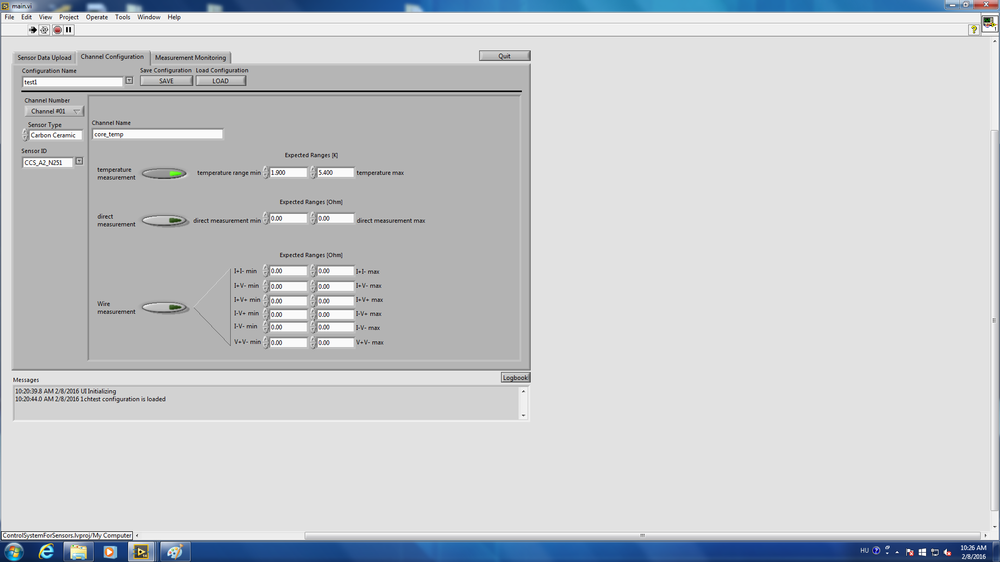 main.vi
File Edit View Project Operate Tools Window Help
1
Sensor Data Upload Channel Configuration Measurement Monitoring Quit
Configuration Name Save Configuration Load Configuration
test1 SAVE LOAD
Channel Number
Channel #01
Sensor Type
Carbon Ceramic
Sensor ID
CCS_A2_N251
Channel Name
core_temp
Expected Ranges [K]
temperature measurement
temperature range min 1.900 5.400 temperature max
Expected Ranges [Ohm]
direct measurement
direct measurement min 0.00 0.00 direct measurement max
Expected Ranges [Ohm]
Wire measurement
I+I- min 0.00 0.00 I+I- max
I+V- min 0.00 0.00 I+V- max
I+V+ min 0.00 0.00 I+V+ max
I-V+ min 0.00 0.00 I-V+ max
I-V- min 0.00 0.00 I-V- max
V+V- min 0.00 0.00 V+V- max
Messages Logbook
10:20:39.8 AM 2/8/2016 UI Initializing
10:20:44.0 AM 2/8/2016 1chtest configuration is loaded
ControlSystemForSensors.lvproj/My Computer
14
HU
10:26 AM
2/8/2016